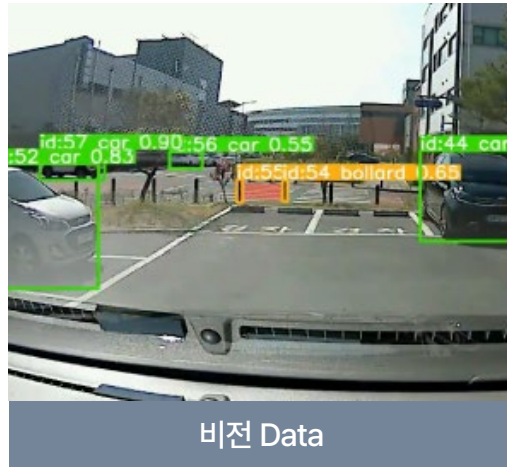 id:57 car 0.90
:56 car 0.55
id:44 car
:52 car 0.83
id:55
id:54 bollard 0.65
비전 Data